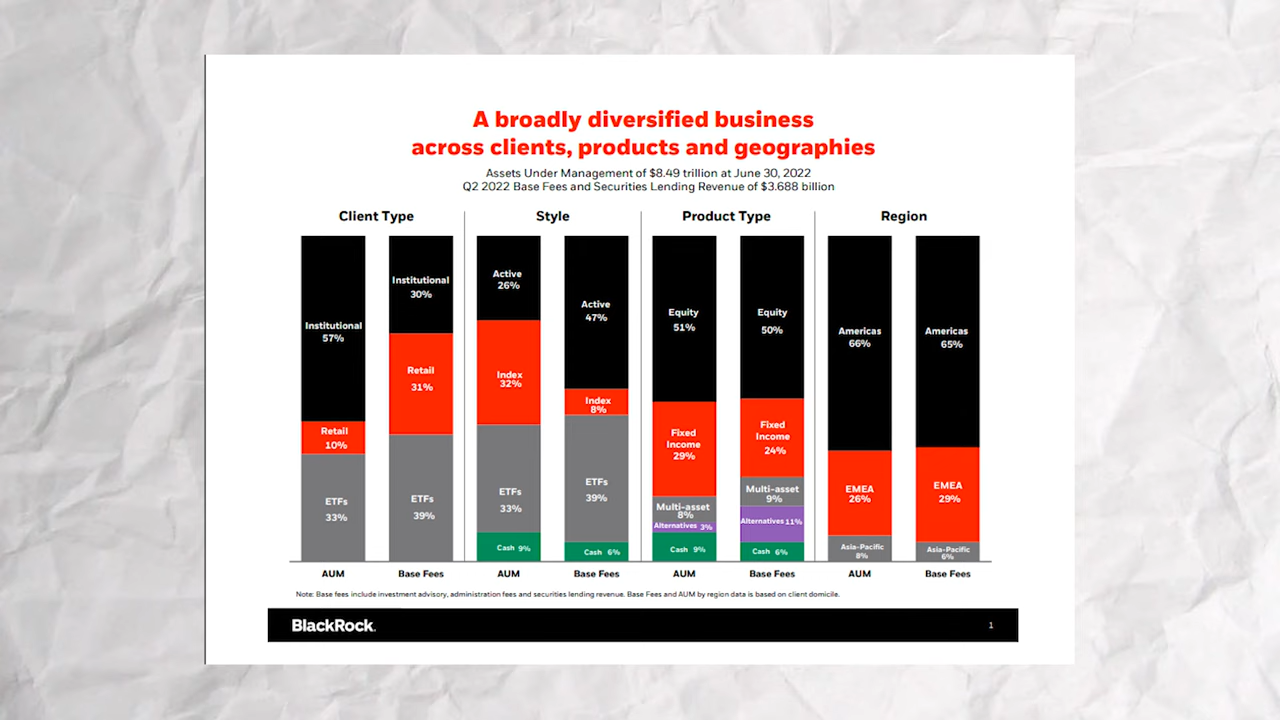 A broadly diversified business
across clients, products and geographies
Assets Under Management of $8.49 trillion at June 30, 2022
Q2 2022 Base Fees and Securities Lending Revenue of $3.688 billion
Client Type
Institutional
57%
Retail
10%
ETFs
33%
AUM
Institutional
30%
Retail
31%
ETFs
39%
Base Fees
Style
Active
26%
Index
32%
ETFs
33%
Cash 9%
AUM
Active
47%
Index
8%
ETFs
39%
Cash 6%
Base Fees
Product Type
Equity
51%
Fixed
Income
29%
Multi-asset
8%
Alternatives 3%
Cash 9%
AUM
Equity
50%
Fixed
Income
24%
Multi-asset
9%
Alternatives 11%
Cash 6%
Base Fees
Region
Americas
66%
EMEA
26%
Asia-Pacific
8%
AUM
Americas
65%
EMEA
29%
Asia-Pacific
6%
Base Fees
Note: Base fees include investment advisory, administration fees and securities lending revenue. Base Fees and AUM by region data is based on client domicile.
BlackRock.
1